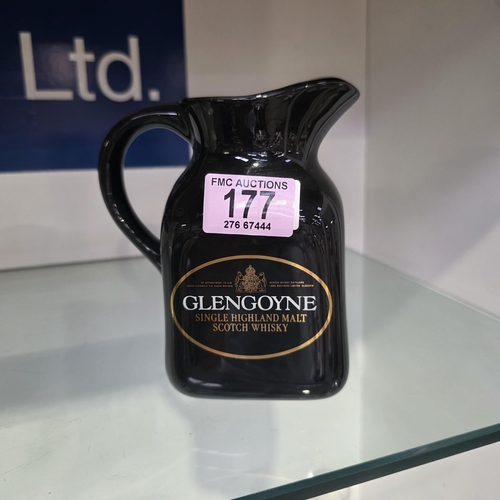 Ltd.
FMC AUCTIONS
177
276 67444
GLENGOYNE
SINGLE HIGHLAND MALT
SCOTCH WHISKY